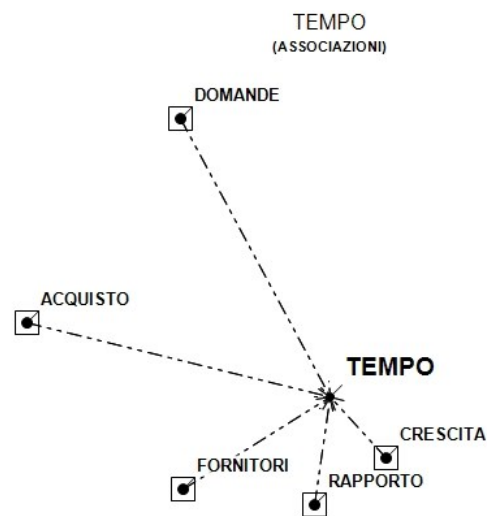 TEMPO
(ASSOCIAZIONI)
DOMANDE
ACQUISTO
TEMPO
CRESCITA
FORNITORI
RAPPORTO